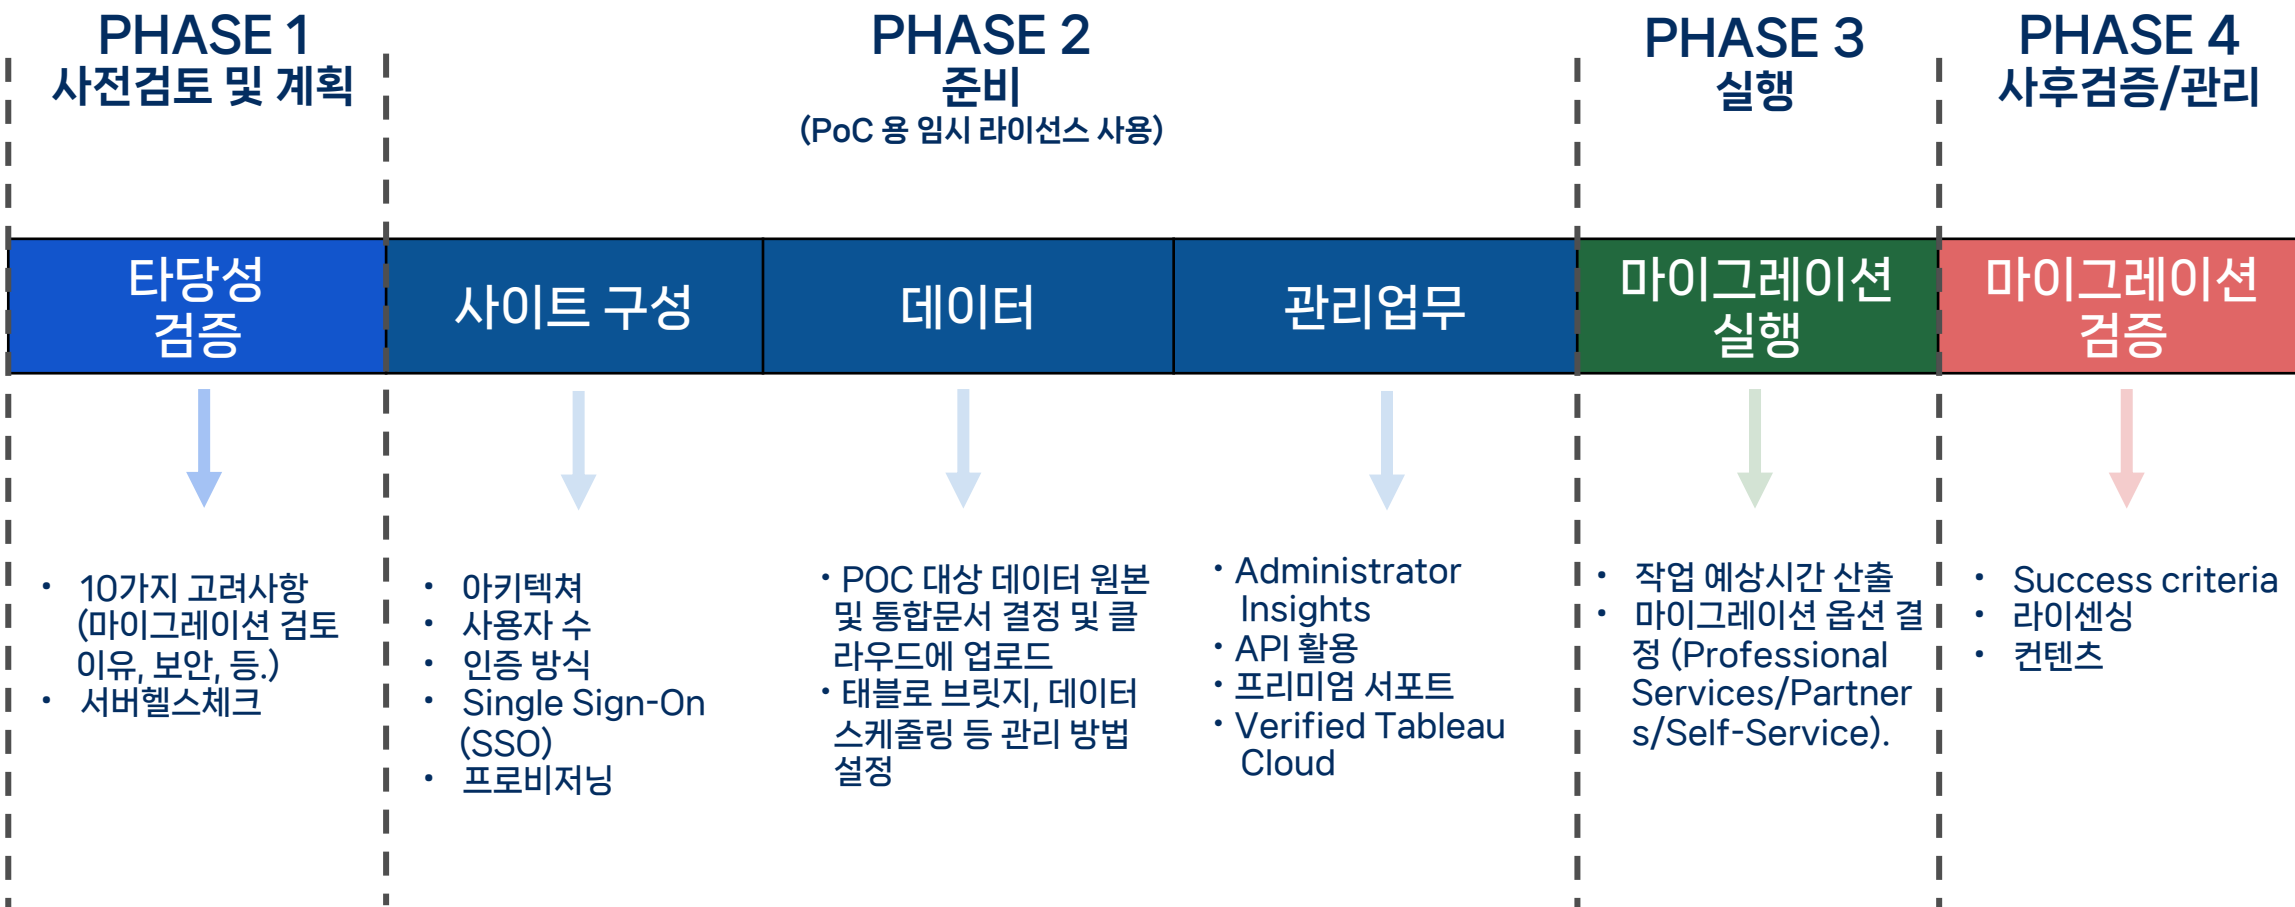 PHASE 1
사전검토 및 계획
PHASE 2
준비
(PoC 용 임시 라이선스 사용)
PHASE 3
실행
PHASE 4
사후검증/관리
타당성
검증
사이트 구성
데이터
관리업무
마이그레이션
실행
마이그레이션
검증
• 10가지 고려사항
(마이그레이션 검토
이유, 보안, 등.)
• 서버헬스체크
• 아키텍쳐
• 사용자 수
• 인증 방식
• Single Sign-On
(SSO)
• 프로비저닝
• POC 대상 데이터 원본
및 통합문서 결정 및 클
라우드에 업로드
• 태블로 브릿지, 데이터
스케줄링 등 관리 방법
설정
• Administrator
Insights
• API 활용
• 프리미엄 서포트
• Verified Tableau
Cloud
• 작업 예상시간 산출
• 마이그레이션 옵션 결
정 (Professional
Services/Partner
s/Self-Service).
• Success criteria
• 라이센싱
• 컨텐츠